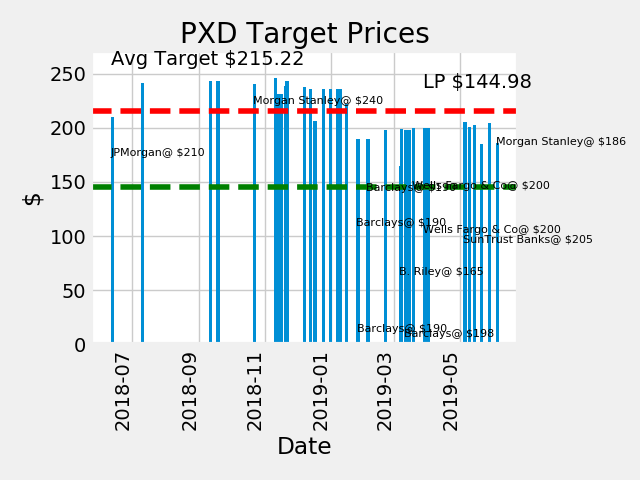 PXD Target Prices
Avg Target $215.22
LP $144.98
250
200
150
100
50
0
$
Morgan Stanley@ $240
JPMorgan@ $210
Morgan Stanley@ $186
Barclays@ $190
Wells Fargo & Co@ $200
Barclays@ $190
Wells Fargo & Co@ $200
SunTrust Banks@ $205
B. Riley@ $165
Barclays@ $190
Barclays@ $198
2018-07
2018-09
2018-11
2019-01
2019-03
2019-05
Date